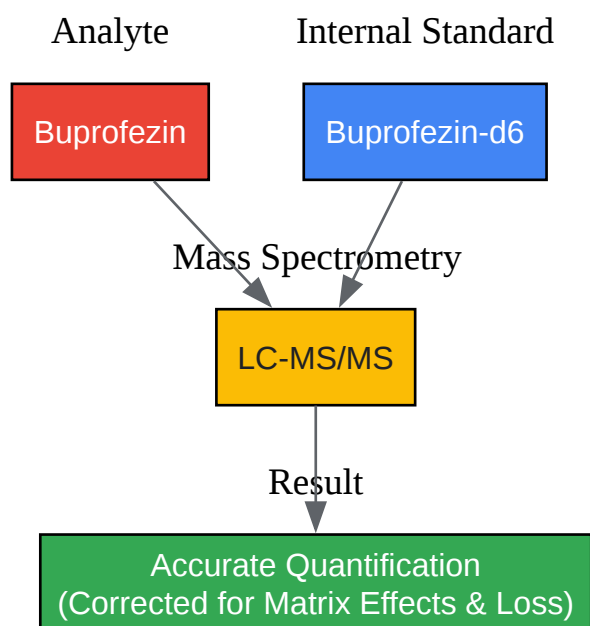 Analyte
Internal Standard
Buprofezin
Buprofezin-d6
Mass Spectrometry
LC-MS/MS
Result
Accurate Quantification
(Corrected for Matrix Effects & Loss)